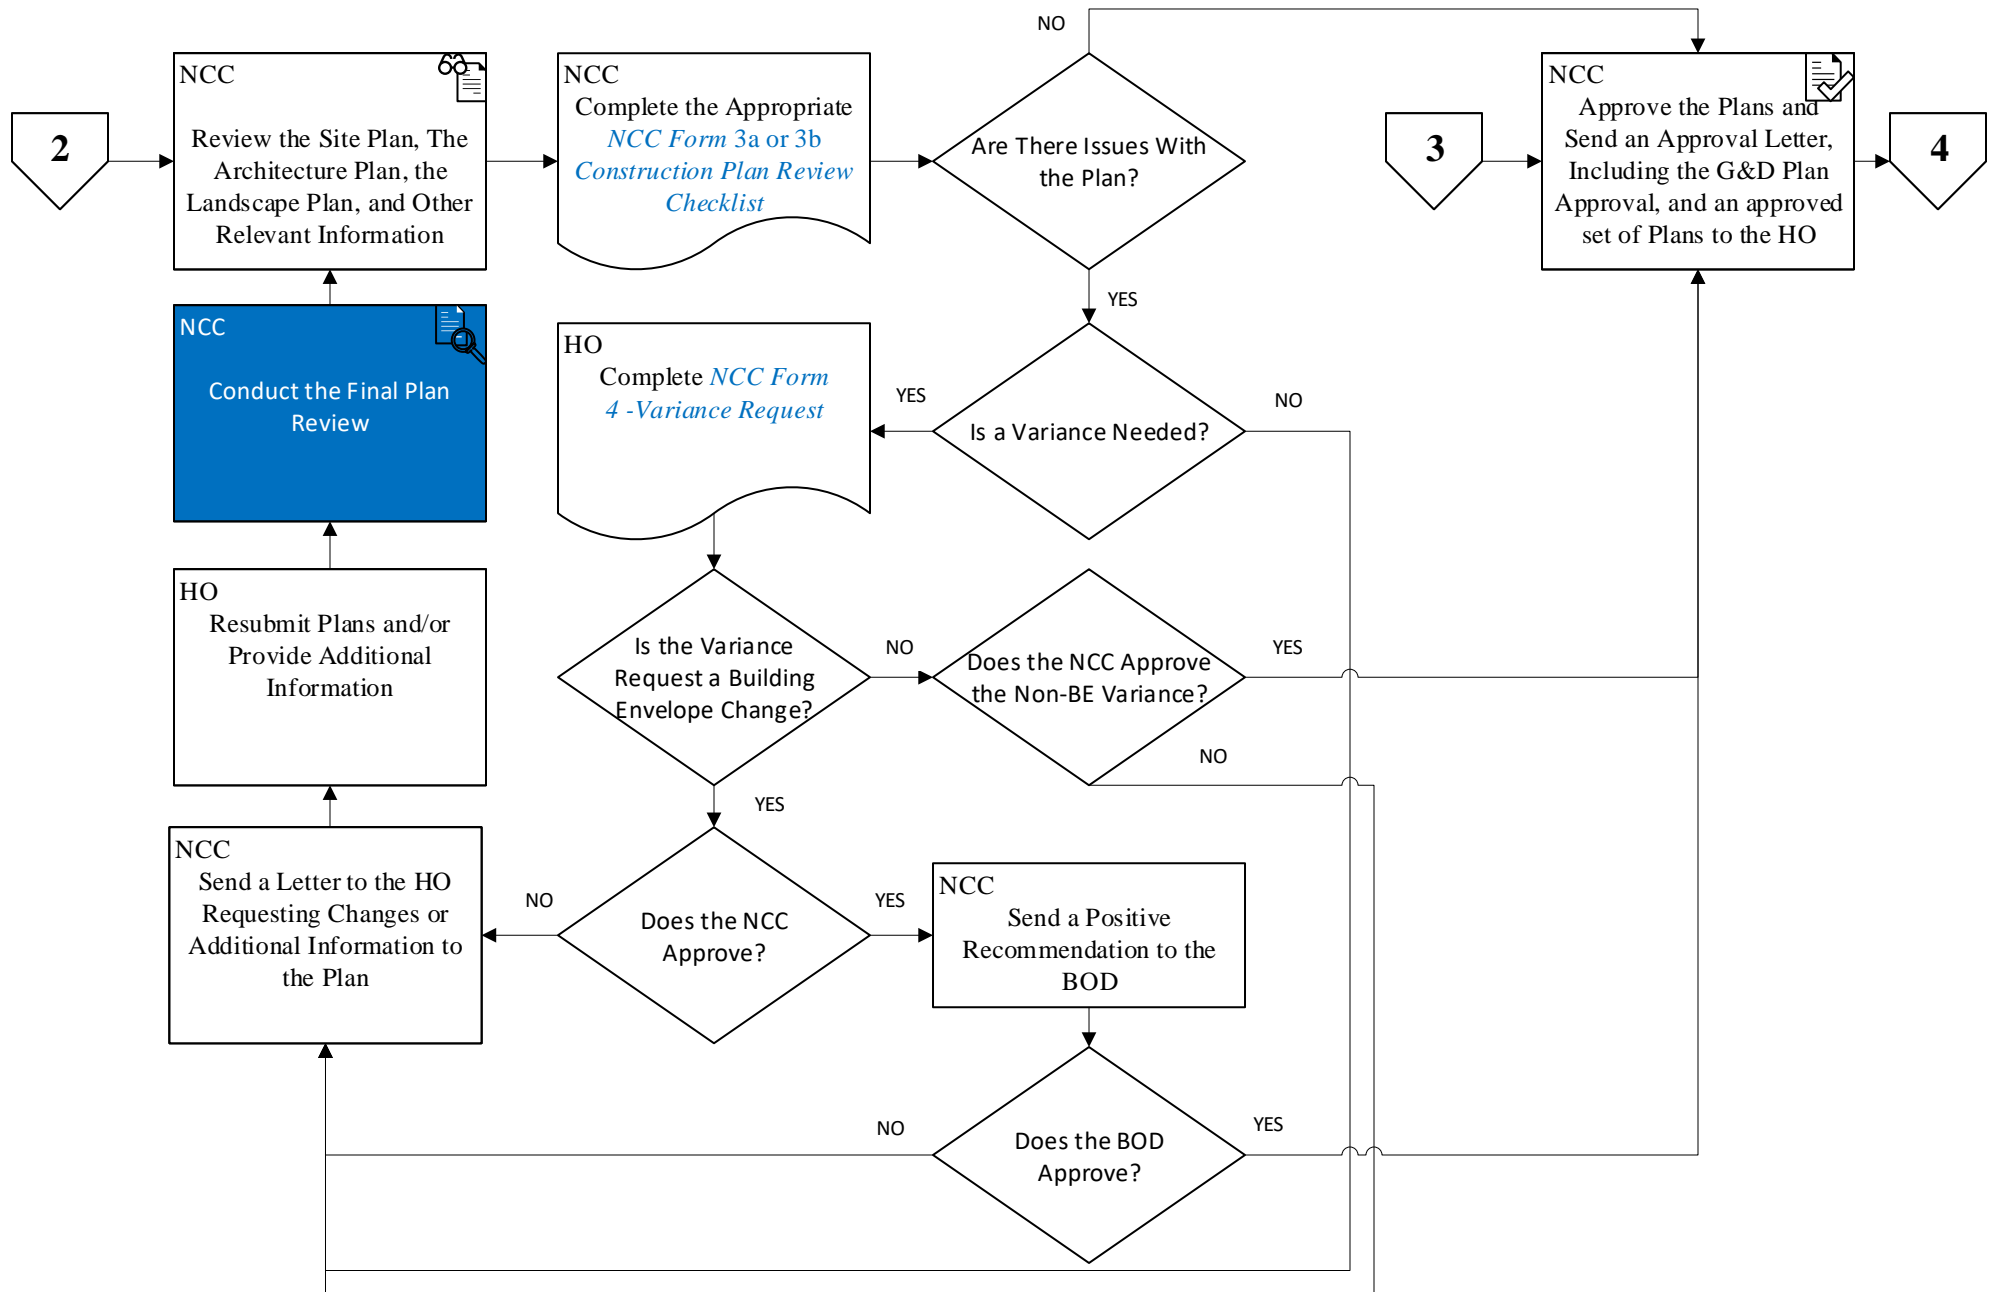 NO
2
NCC
Review the Site Plan, The
Architecture Plan, the
Landscape Plan, and Other
Relevant Information
NCC
Complete the Appropriate
NCC Form 3a or 3b
Construction Plan Review
Checklist
Are There Issues With
the Plan?
3
NCC
Approve the Plans and
Send an Approval Letter,
Including the G&D Plan
Approval, and an approved
set of Plans to the HO
4
YES
NCC
Conduct the Final Plan
Review
HO
Complete NCC Form
4 -Variance Request
YES
Is a Variance Needed?
NO
HO
Resubmit Plans and/or
Provide Additional
Information
Is the Variance
Request a Building
Envelope Change?
NO
Does the NCC Approve
the Non-BE Variance?
YES
NO
YES
NCC
Send a Letter to the HO
Requesting Changes or
Additional Information to
the Plan
NO
Does the NCC
Approve?
YES
NCC
Send a Positive
Recommendation to the
BOD
NO
Does the BOD
Approve?
YES